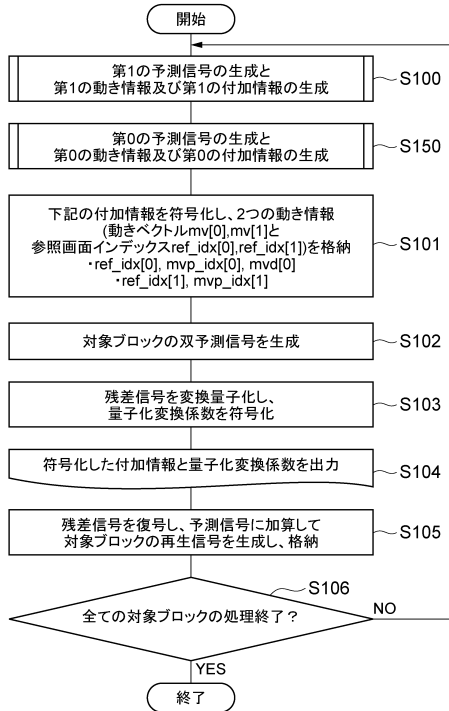 開始
第1の予測信号の生成と
第1の動き情報及び第1の付加情報の生成
S100
第0の予測信号の生成と
第0の動き情報及び第0の付加情報の生成
S150
下記の付加情報を符号化し、2つの動き情報
(動きベクトルmv[0],mv[1]と
参照画面インデックスref_idx[0],ref_idx[1])を格納
・ref_idx[0], mvp_idx[0], mvd[0]
・ref_idx[1], mvp_idx[1]
S101
対象ブロックの双予測信号を生成
S102
残差信号を変換量子化し、
量子化変換係数を符号化
S103
符号化した付加情報と量子化変換係数を出力
S104
残差信号を復号し、予測信号に加算して
対象ブロックの再生信号を生成し、格納
S105
S106
全ての対象ブロックの処理終了？
NO
YES
終了